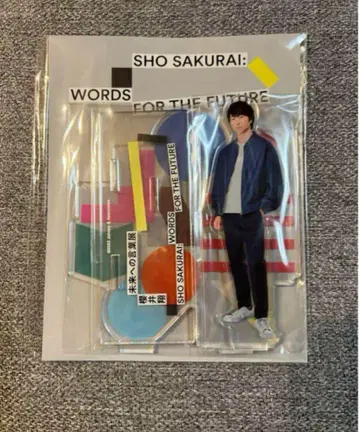 SHO SAKURAI:
WORDS
FOR THE FUTURE
未来への言葉展
櫻井
翔
SHO SAKURAI: WORDS
FOR THE FUTURE